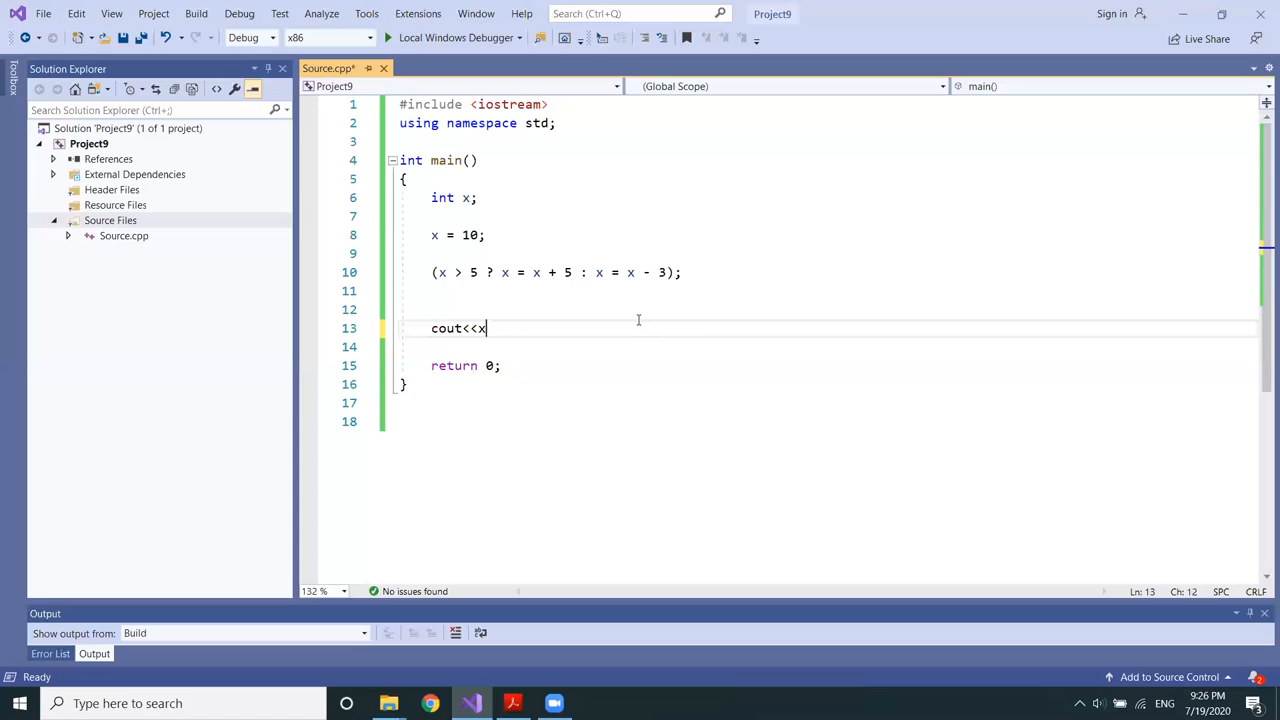 File Edit View Project Build Debug Test Analyze Tools Extensions Window Help Search (Ctrl+Q) Project9 Sign in
Debug x86 Local Windows Debugger Live Share
Toolbox
Solution Explorer
Search Solution Explorer (Ctrl+;)
Solution 'Project9' (1 of 1 project)
Project9
References
External Dependencies
Header Files
Resource Files
Source Files
Source.cpp
Source.cpp*
Project9 (Global Scope) main()
1 #include <iostream>
2 using namespace std;
3
4 int main()
5 {
6 int x;
7
8 x = 10;
9
10 (x > 5 ? x = x + 5 : x = x - 3);
11
12
13 cout<<x
14
15 return 0;
16 }
17
18
132 % No issues found Ln: 13 Ch: 12 SPC CRLF
Output
Show output from: Build
Error List Output
Ready Add to Source Control 2
Type here to search ENG 9:26 PM 7/19/2020 3